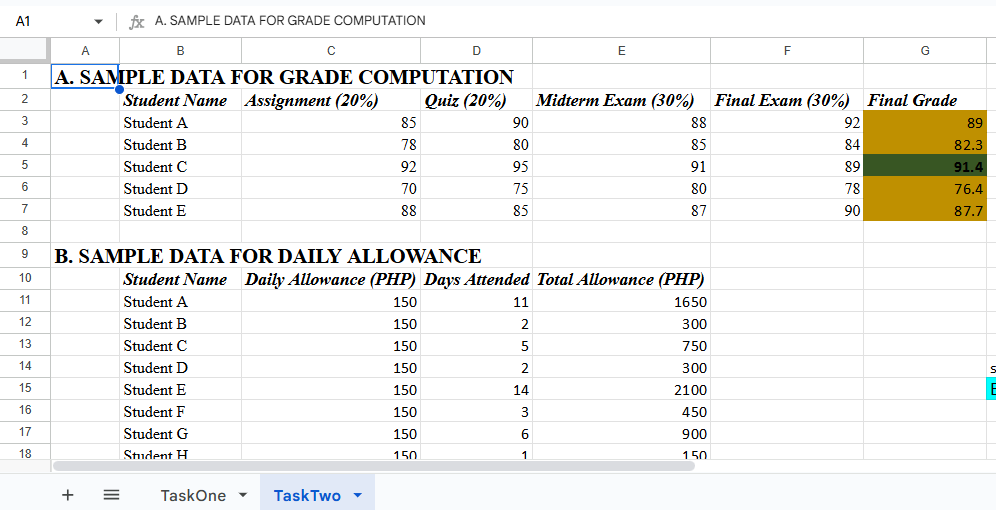 A1 fx A. SAMPLE DATA FOR GRADE COMPUTATION
A B C D E F G
1 A. SAMPLE DATA FOR GRADE COMPUTATION
2 Student Name Assignment (20%) Quiz (20%) Midterm Exam (30%) Final Exam (30%) Final Grade
3 Student A 85 90 88 92 89
4 Student B 78 80 85 84 82.3
5 Student C 92 95 91 89 91.4
6 Student D 70 75 80 78 76.4
7 Student E 88 85 87 90 87.7
8
9 B. SAMPLE DATA FOR DAILY ALLOWANCE
10 Student Name Daily Allowance (PHP) Days Attended Total Allowance (PHP)
11 Student A 150 11 1650
12 Student B 150 2 300
13 Student C 150 5 750
14 Student D 150 2 300
15 Student E 150 14 2100
16 Student F 150 3 450
17 Student G 150 6 900
18 Student H 150 1 150
TaskOne TaskTwo